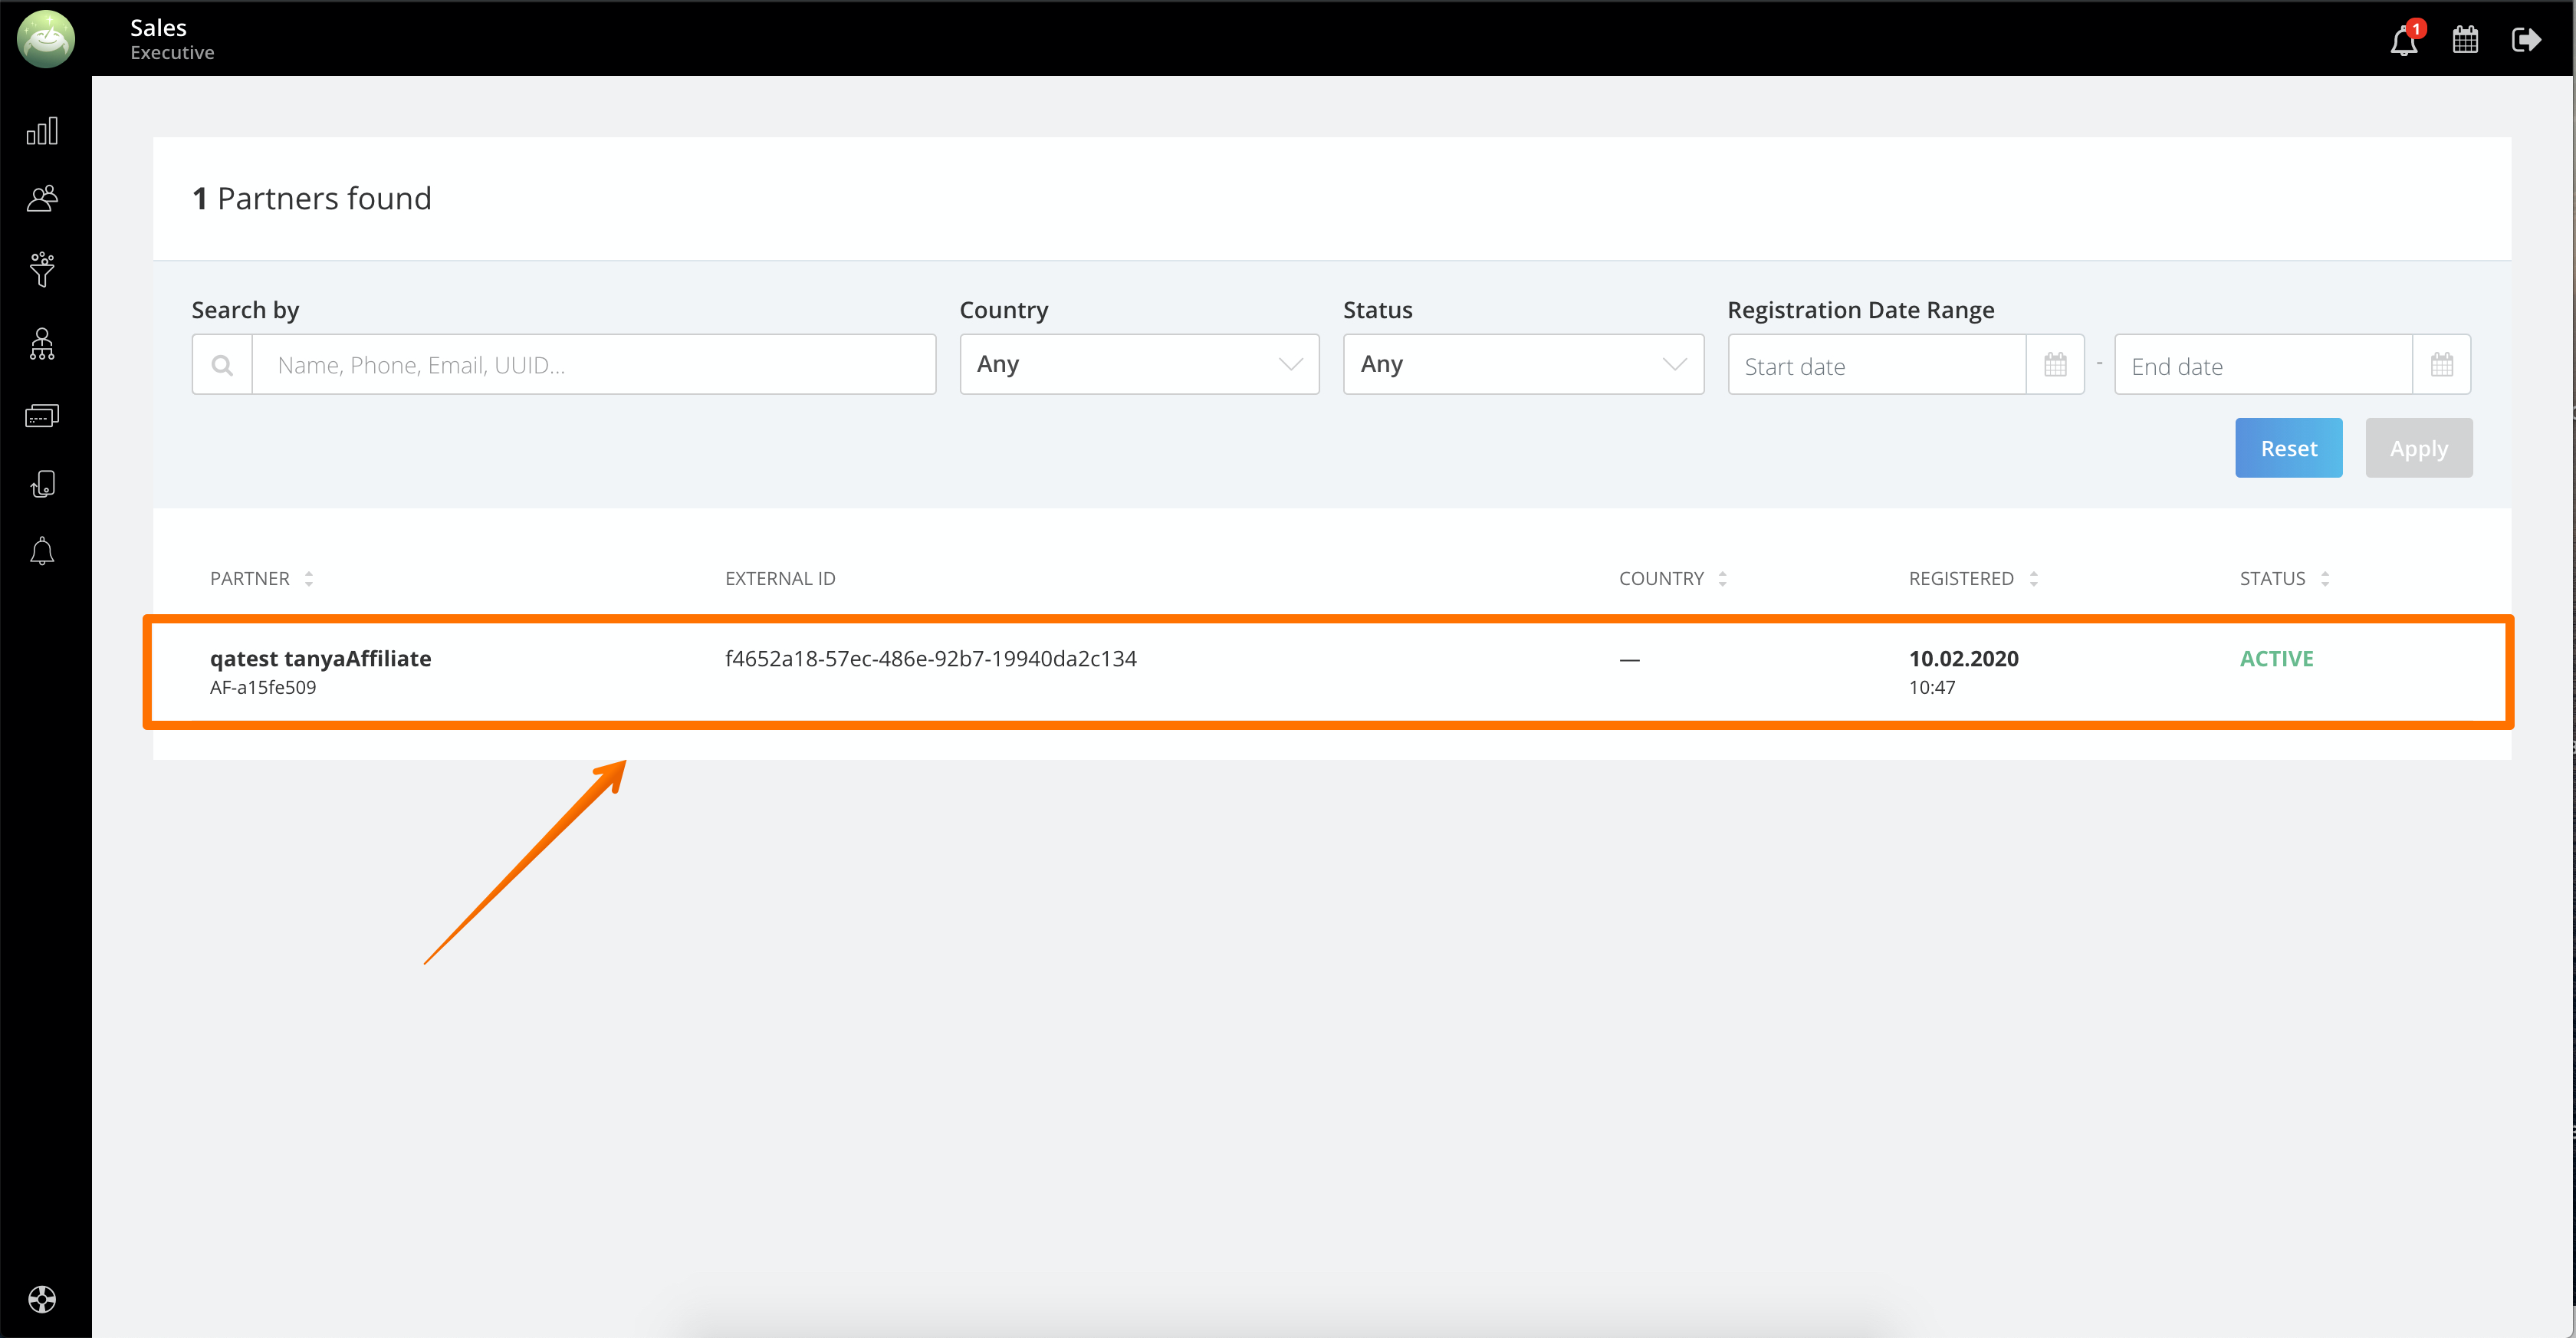 Sales
Executive
1
1 Partners found
Search by
Country
Status
Registration Date Range
Name, Phone, Email, UUID...
Any
Any
Start date
-
End date
Reset
Apply
PARTNER
EXTERNAL ID
COUNTRY
REGISTERED
STATUS
qatest tanyaAffiliate
f4652a18-57ec-486e-92b7-19940da2c134
—
10.02.2020
ACTIVE
AF-a15fe509
10:47